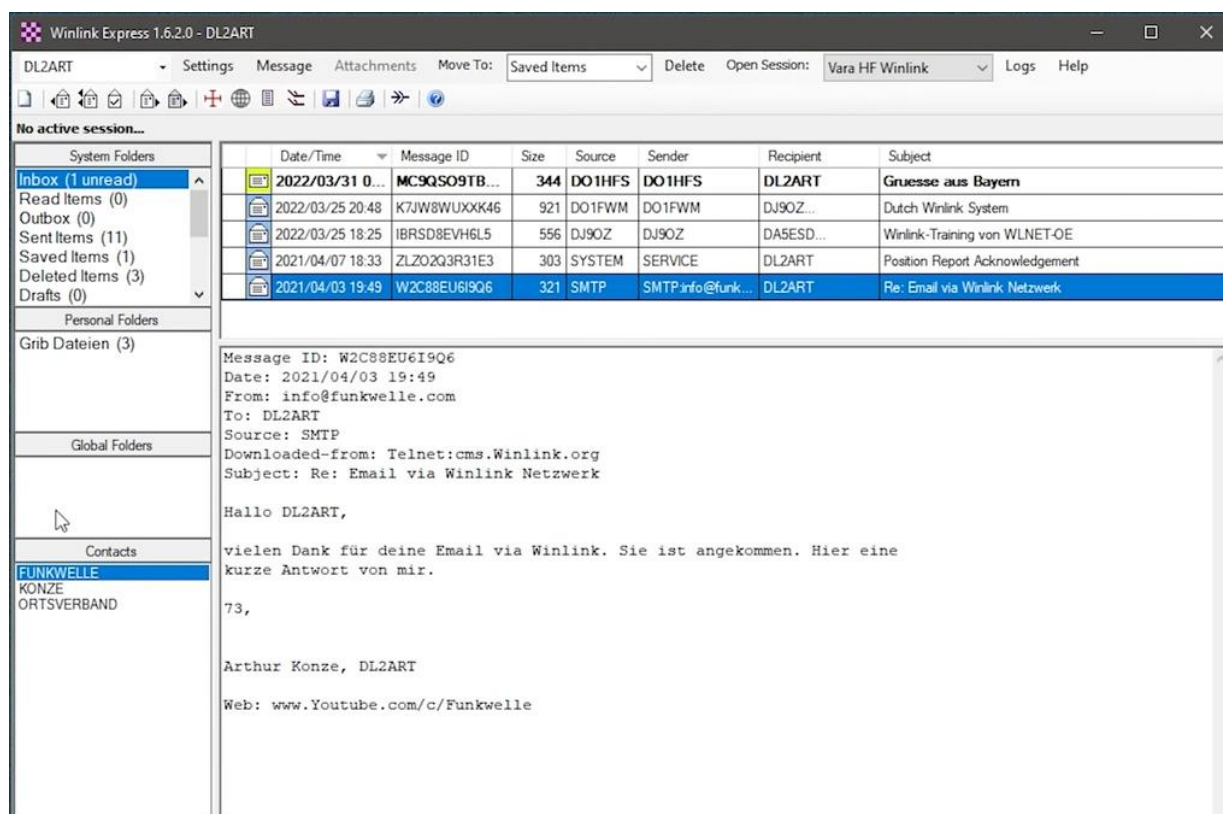 Winlink Express 1.6.2.0 - DL2ART
DL2ART Settings Message Attachments Move To: Saved Items Delete Open Session: Vara HF Winlink Logs Help
No active session...
System Folders
Inbox (1 unread)
Read Items (0)
Outbox (0)
Sent Items (11)
Saved Items (1)
Deleted Items (3)
Drafts (0)
Personal Folders
Grib Dateien (3)
Global Folders
Contacts
FUNKWELLE
KONZE
ORTSVERBAND
Date/Time Message ID Size Source Sender Recipient Subject
2022/03/31 0... MC9QSO9TB... 344 DO1HFS DO1HFS DL2ART Gruesse aus Bayern
2022/03/25 20:48 K7JW8WUXXK46 921 DO1FWM DO1FWM DJ9OZ... Dutch Winlink System
2022/03/25 18:25 IBRSD8EVH6L5 556 DJ9OZ DJ9OZ DA5ESD... Winlink-Training von WLNET-OE
2021/04/07 18:33 ZLZO2Q3R31E3 303 SYSTEM SERVICE DL2ART Position Report Acknowledgement
2021/04/03 19:49 W2C88EU6I9Q6 321 SMTP SMTP:info@funk... DL2ART Re: Email via Winlink Netzwerk
Message ID: W2C88EU6I9Q6
Date: 2021/04/03 19:49
From: info@funkwelle.com
To: DL2ART
Source: SMTP
Downloaded-from: Telnet:cms.Winlink.org
Subject: Re: Email via Winlink Netzwerk
Hallo DL2ART,
vielen Dank für deine Email via Winlink. Sie ist angekommen. Hier eine
kurze Antwort von mir.
73,
Arthur Konze, DL2ART
Web: www.Youtube.com/c/Funkwelle